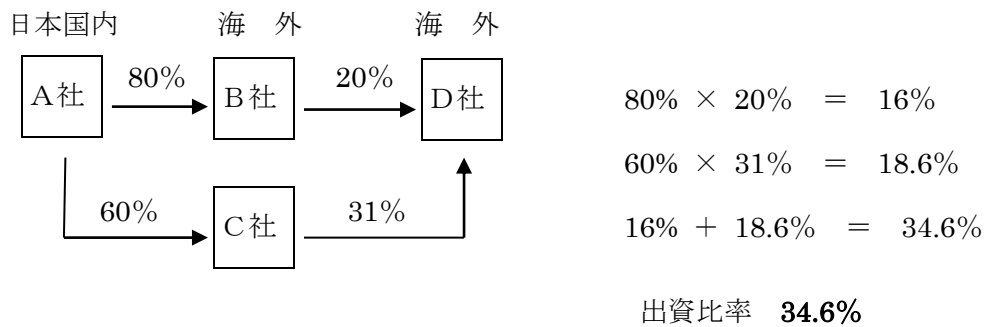 日本国内 海 外 海 外
A社 80% B社 20% D社
60% C社 31%
80% × 20% = 16%
60% × 31% = 18.6%
16% + 18.6% = 34.6%
出資比率 34.6%